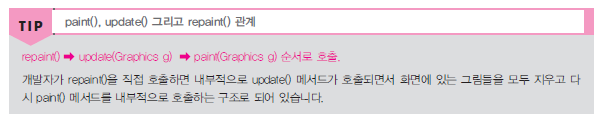 TIP
paint(), update() 그리고 repaint() 관계
repaint() ➡ update(Graphics g) ➡ paint(Graphics g) 순서로 호출.
개발자가 repaint()을 직접 호출하면 내부적으로 update() 메서드가 호출되면서 화면에 있는 그림들을 모두 지우고 다
시 paint() 메서드를 내부적으로 호출하는 구조로 되어 있습니다.